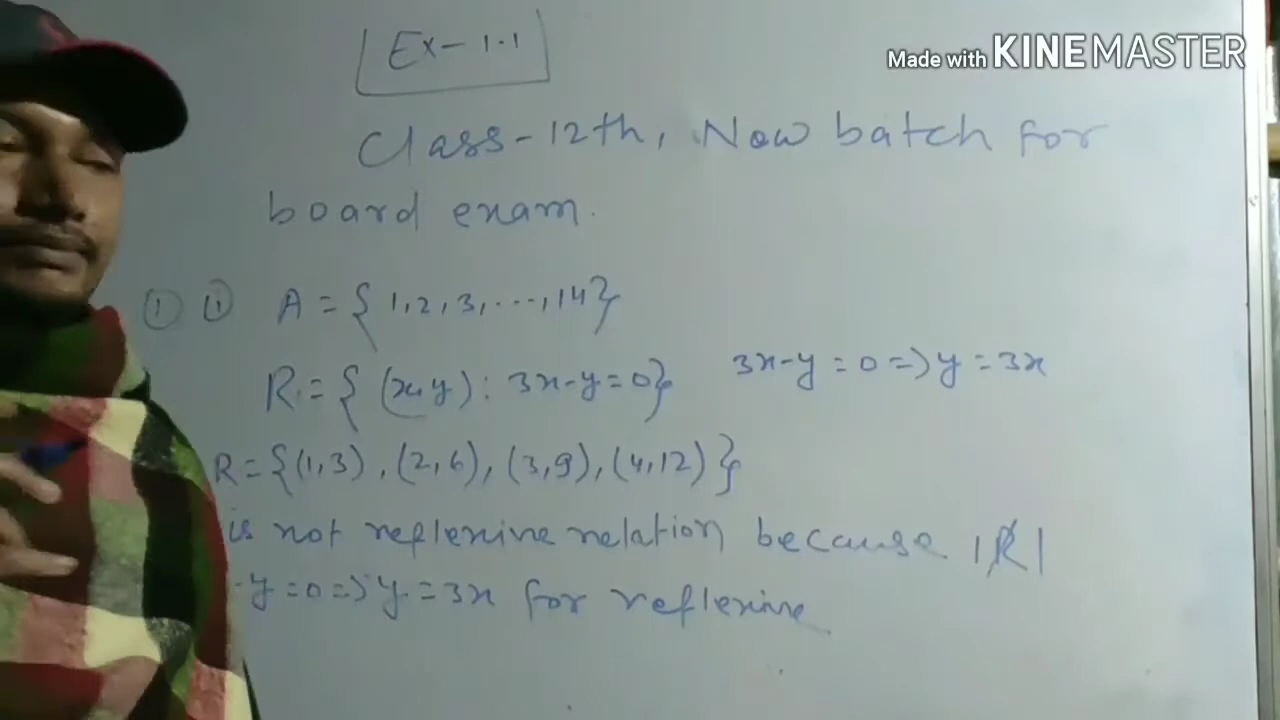 Ex-1.1
Made with KINEMASTER
Class-12th, Now batch for
board exam.
① ① A = {1,2,3,...,14}
R = {(x,y): 3x-y=0} 3x-y=0=>y=3x
R={(1,3),(2,6),(3,9),(4,12)}
is not reflexive relation because 1R1
-y=0=>y=3x for reflexive